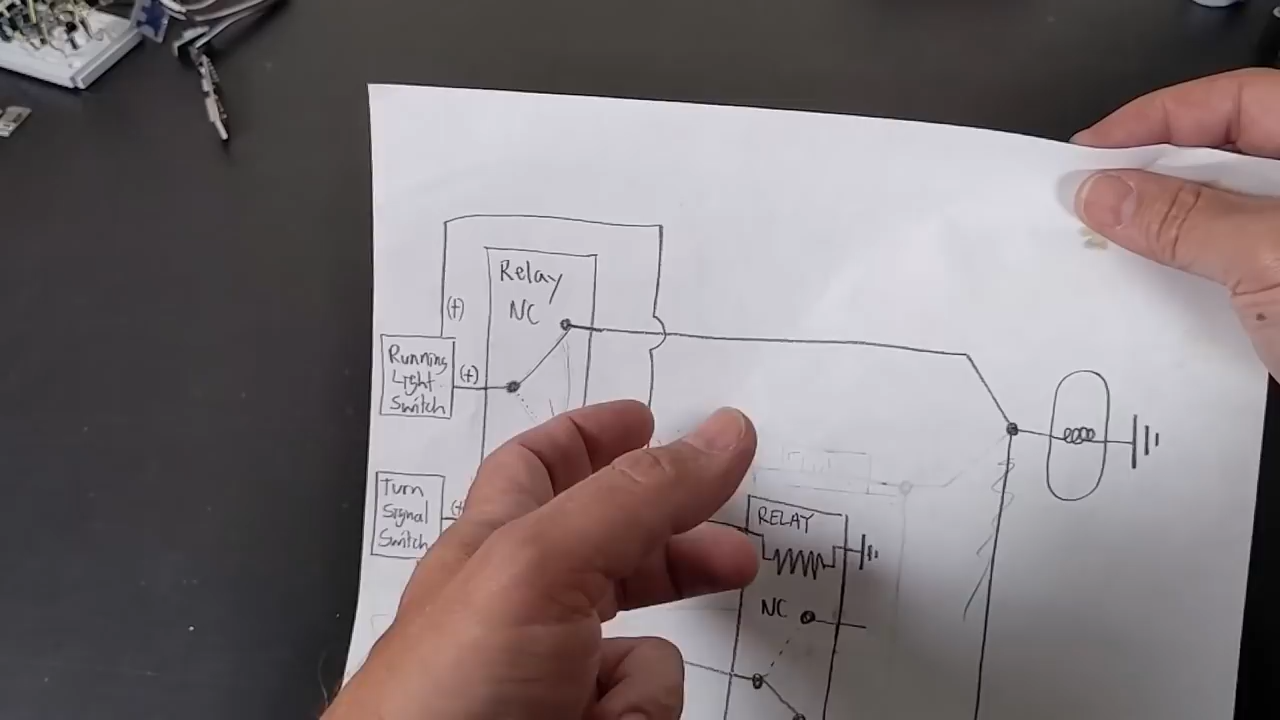 Relay
NC
(+)
Running
Light
Switch
(+)
Turn
Signal
Switch
(+)
RELAY
NC